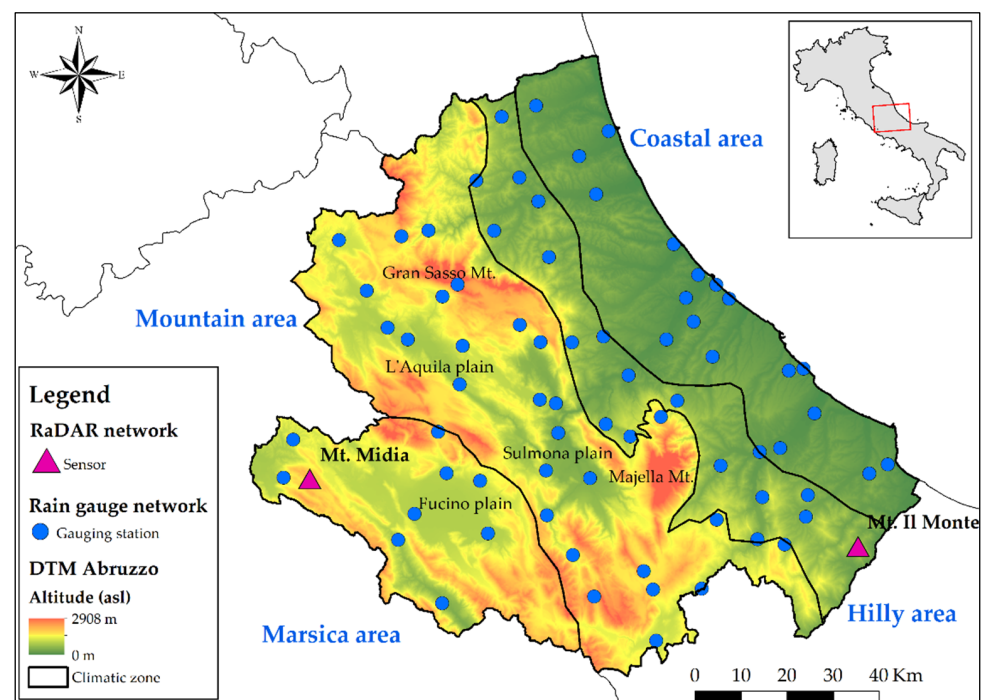 N
W
E
S
Coastal area
Gran Sasso Mt.
Mountain area
L'Aquila plain
Legend
RaDAR network
Sensor
Rain gauge network
Gauging station
DTM Abruzzo
Altitude (asl)
2908 m
0 m
Climatic zone
Mt. Midia
Sulmona plain
Majella Mt.
Fucino plain
Mt. Il Monte
Hilly area
Marsica area
0 10 20 30 40 Km